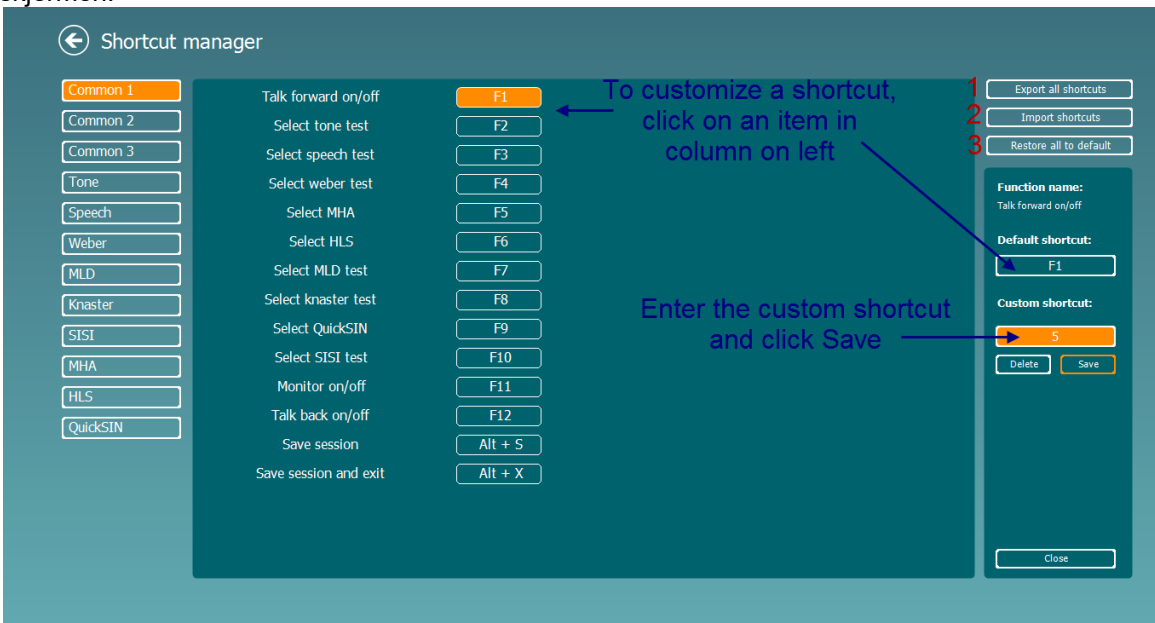 skjermen.
Shortcut manager
Common 1
Common 2
Common 3
Tone
Speech
Weber
MLD
Knaster
SISI
MHA
HLS
QuickSIN
Talk forward on/off F1
Select tone test F2
Select speech test F3
Select weber test F4
Select MHA F5
Select HLS F6
Select MLD test F7
Select knaster test F8
Select QuickSIN F9
Select SISI test F10
Monitor on/off F11
Talk back on/off F12
Save session Alt + S
Save session and exit Alt + X
To customize a shortcut,
click on an item in
column on left
Enter the custom shortcut
and click Save
1 Export all shortcuts
2 Import shortcuts
3 Restore all to default
Function name:
Talk forward on/off
Default shortcut:
F1
Custom shortcut:
5
Delete Save
Close